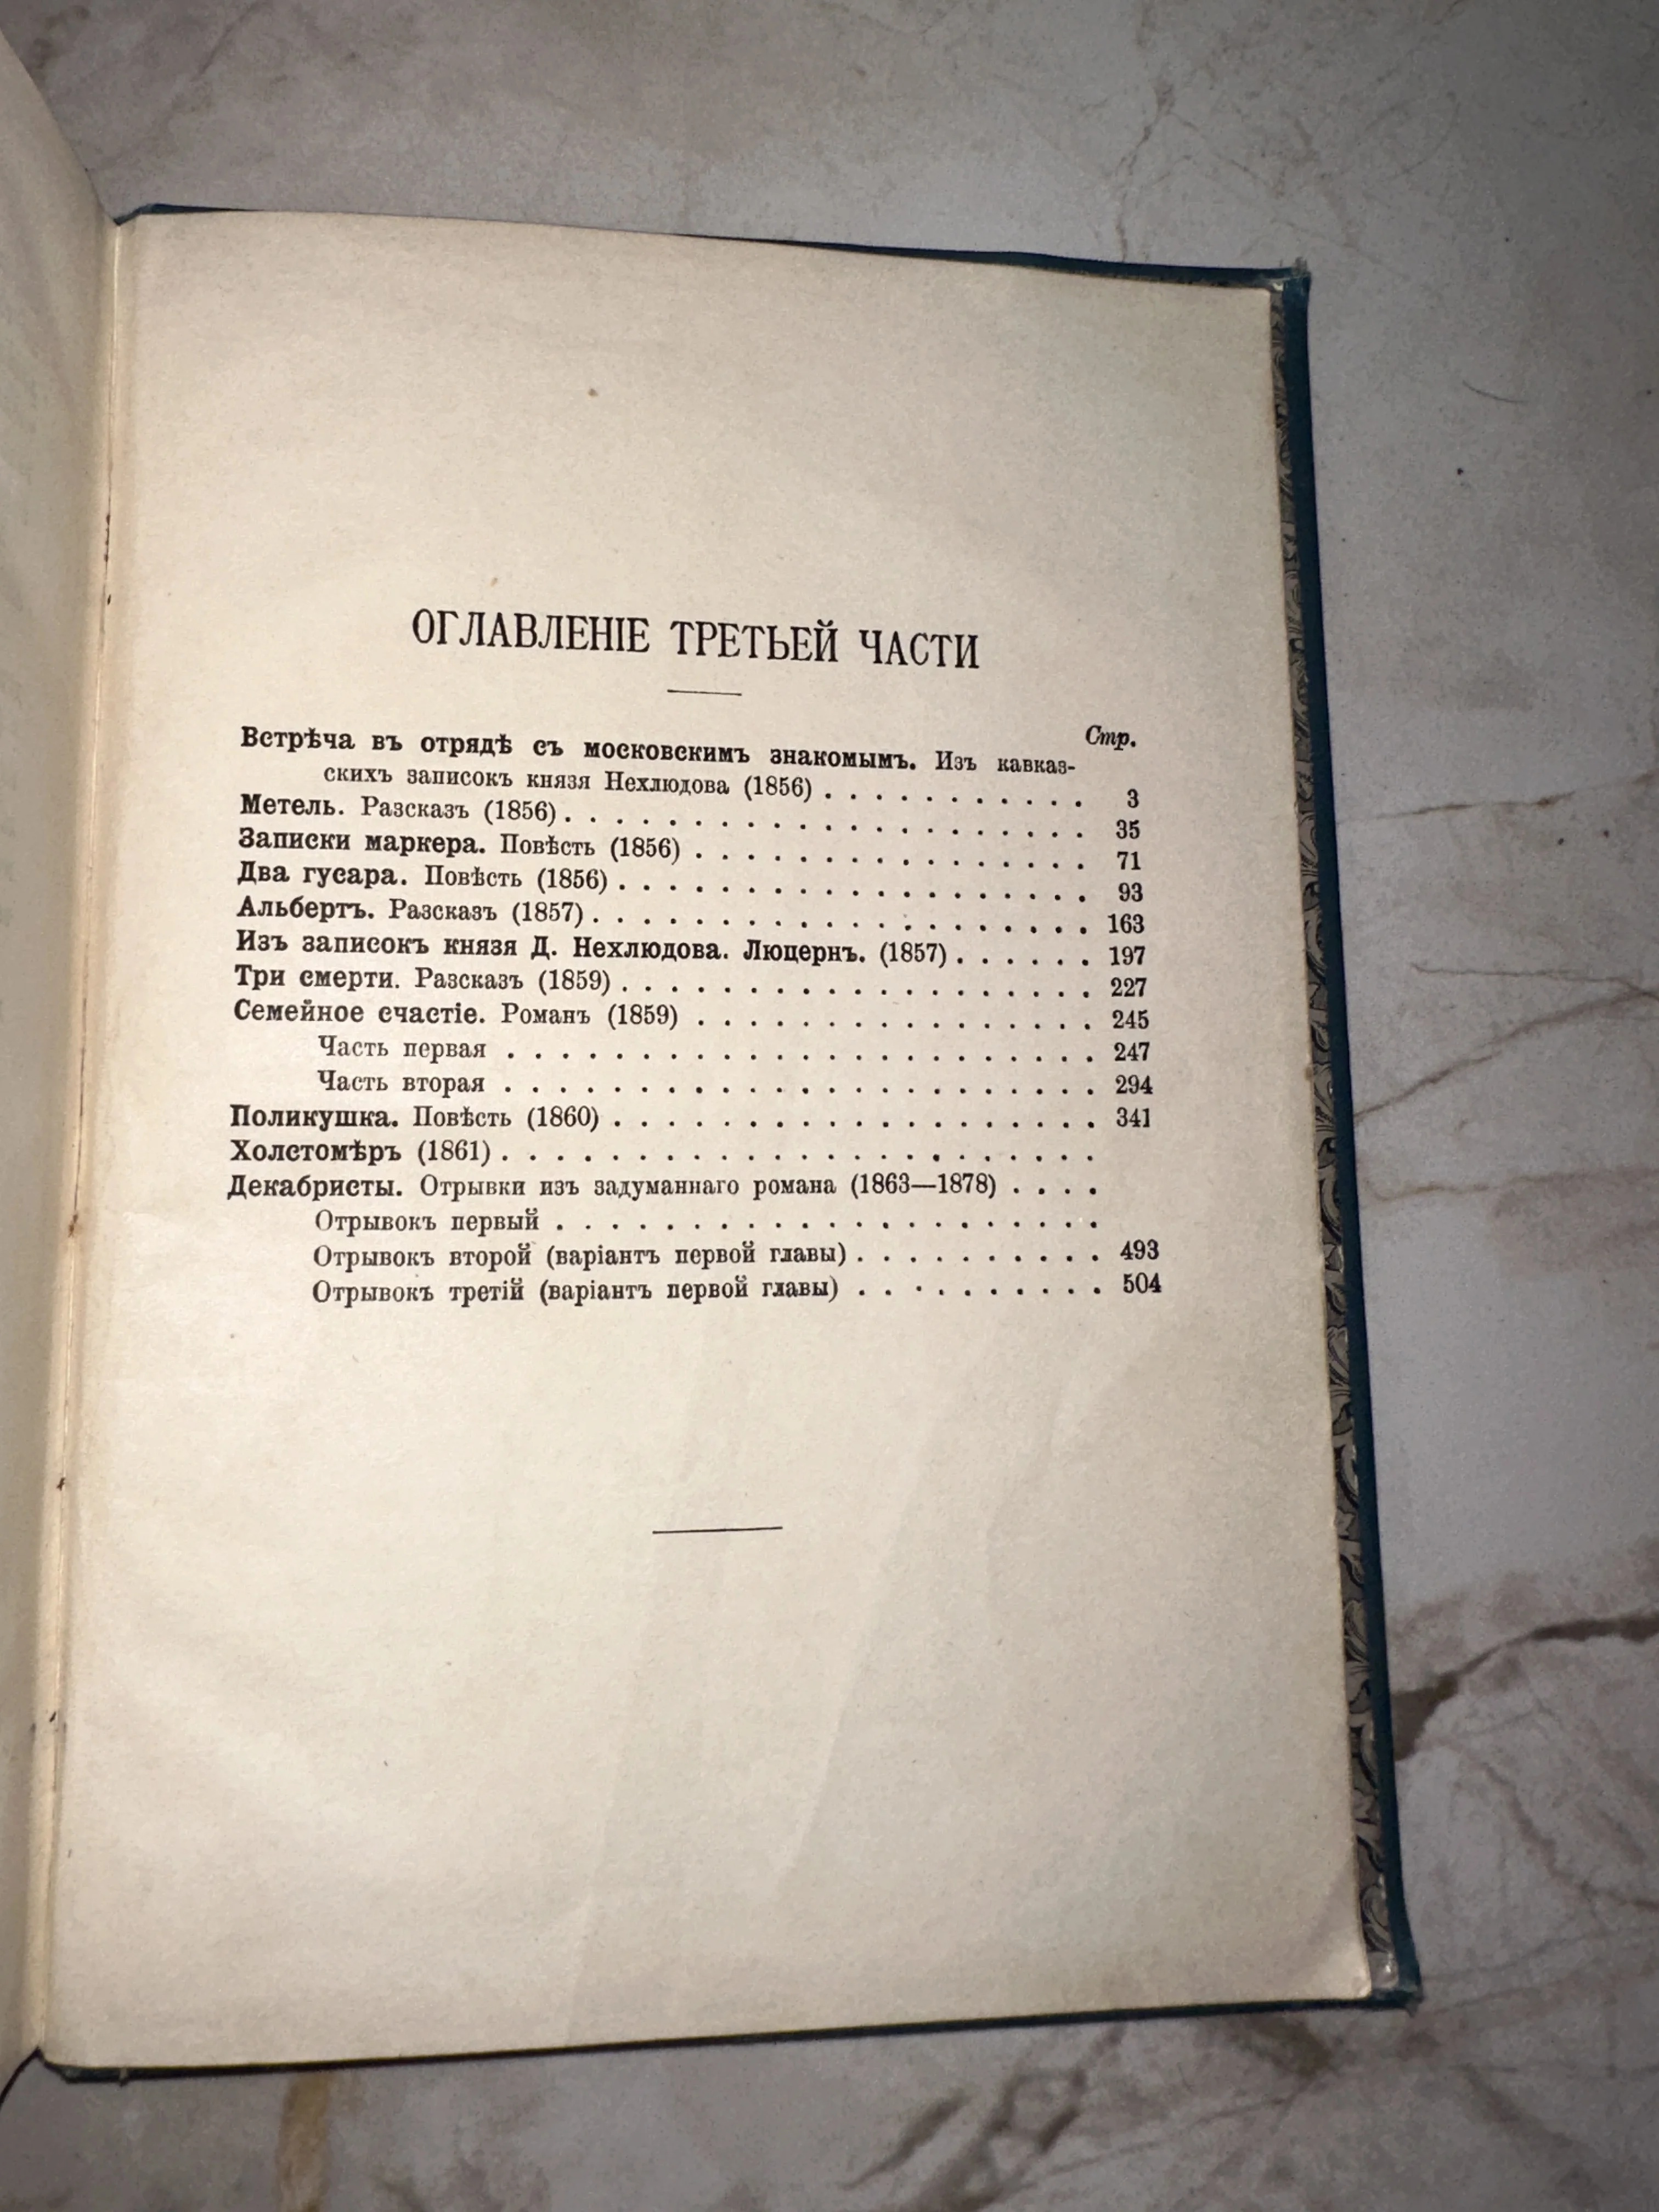 ОГЛАВЛЕНІЕ ТРЕТЬЕЙ ЧАСТИ
Стр.
Встрѣча въ отрядѣ съ московскимъ знакомымъ. Изъ кавказ-
скихъ записокъ князя Нехлюдова (1856) . . . . . . . . . . . 3
Метель. Разсказъ (1856) . . . . . . . . . . . . . . . . . . . . 35
Записки маркера. Повѣсть (1856) . . . . . . . . . . . . . . . 71
Два гусара. Повѣсть (1856) . . . . . . . . . . . . . . . . . . 93
Альбертъ. Разсказъ (1857) . . . . . . . . . . . . . . . . . . . 163
Изъ записокъ князя Д. Нехлюдова. Люцернъ. (1857) . . . . . . 197
Три смерти. Разсказъ (1859) . . . . . . . . . . . . . . . . . . 227
Семейное счастіе. Романъ (1859) . . . . . . . . . . . . . . . . 245
Часть первая . . . . . . . . . . . . . . . . . . . . . . 247
Часть вторая . . . . . . . . . . . . . . . . . . . . . . 294
Поликушка. Повѣсть (1860) . . . . . . . . . . . . . . . . . . 341
Холстомѣръ (1861) . . . . . . . . . . . . . . . . . . . . . .
Декабристы. Отрывки изъ задуманнаго романа (1863—1878) . . . .
Отрывокъ первый . . . . . . . . . . . . . . . . . . . .
Отрывокъ второй (варіантъ первой главы) . . . . . . . . . . 493
Отрывокъ третій (варіантъ первой главы) . . . . . . . . . . 504